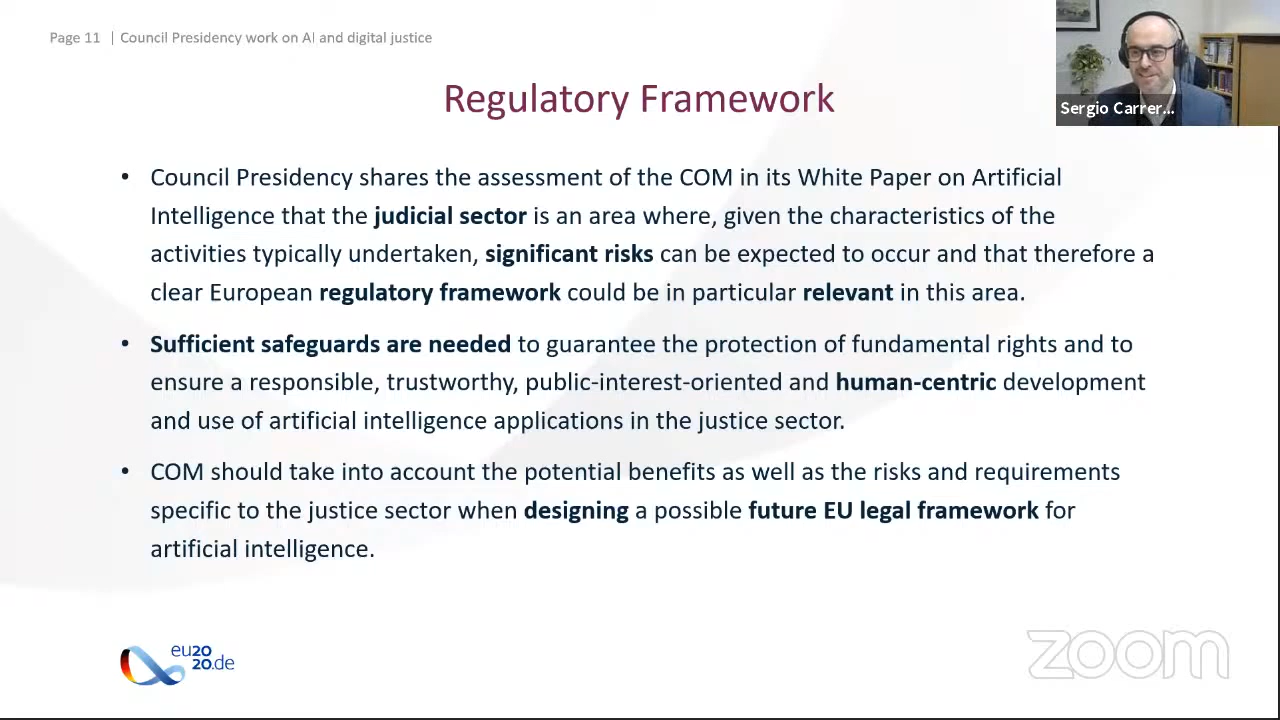 Page 11 | Council Presidency work on AI and digital justice
Sergio Carrer...
Regulatory Framework
• Council Presidency shares the assessment of the COM in its White Paper on Artificial
Intelligence that the judicial sector is an area where, given the characteristics of the
activities typically undertaken, significant risks can be expected to occur and that therefore a
clear European regulatory framework could be in particular relevant in this area.
• Sufficient safeguards are needed to guarantee the protection of fundamental rights and to
ensure a responsible, trustworthy, public-interest-oriented and human-centric development
and use of artificial intelligence applications in the justice sector.
• COM should take into account the potential benefits as well as the risks and requirements
specific to the justice sector when designing a possible future EU legal framework for
artificial intelligence.
eu20
20.de
zoom